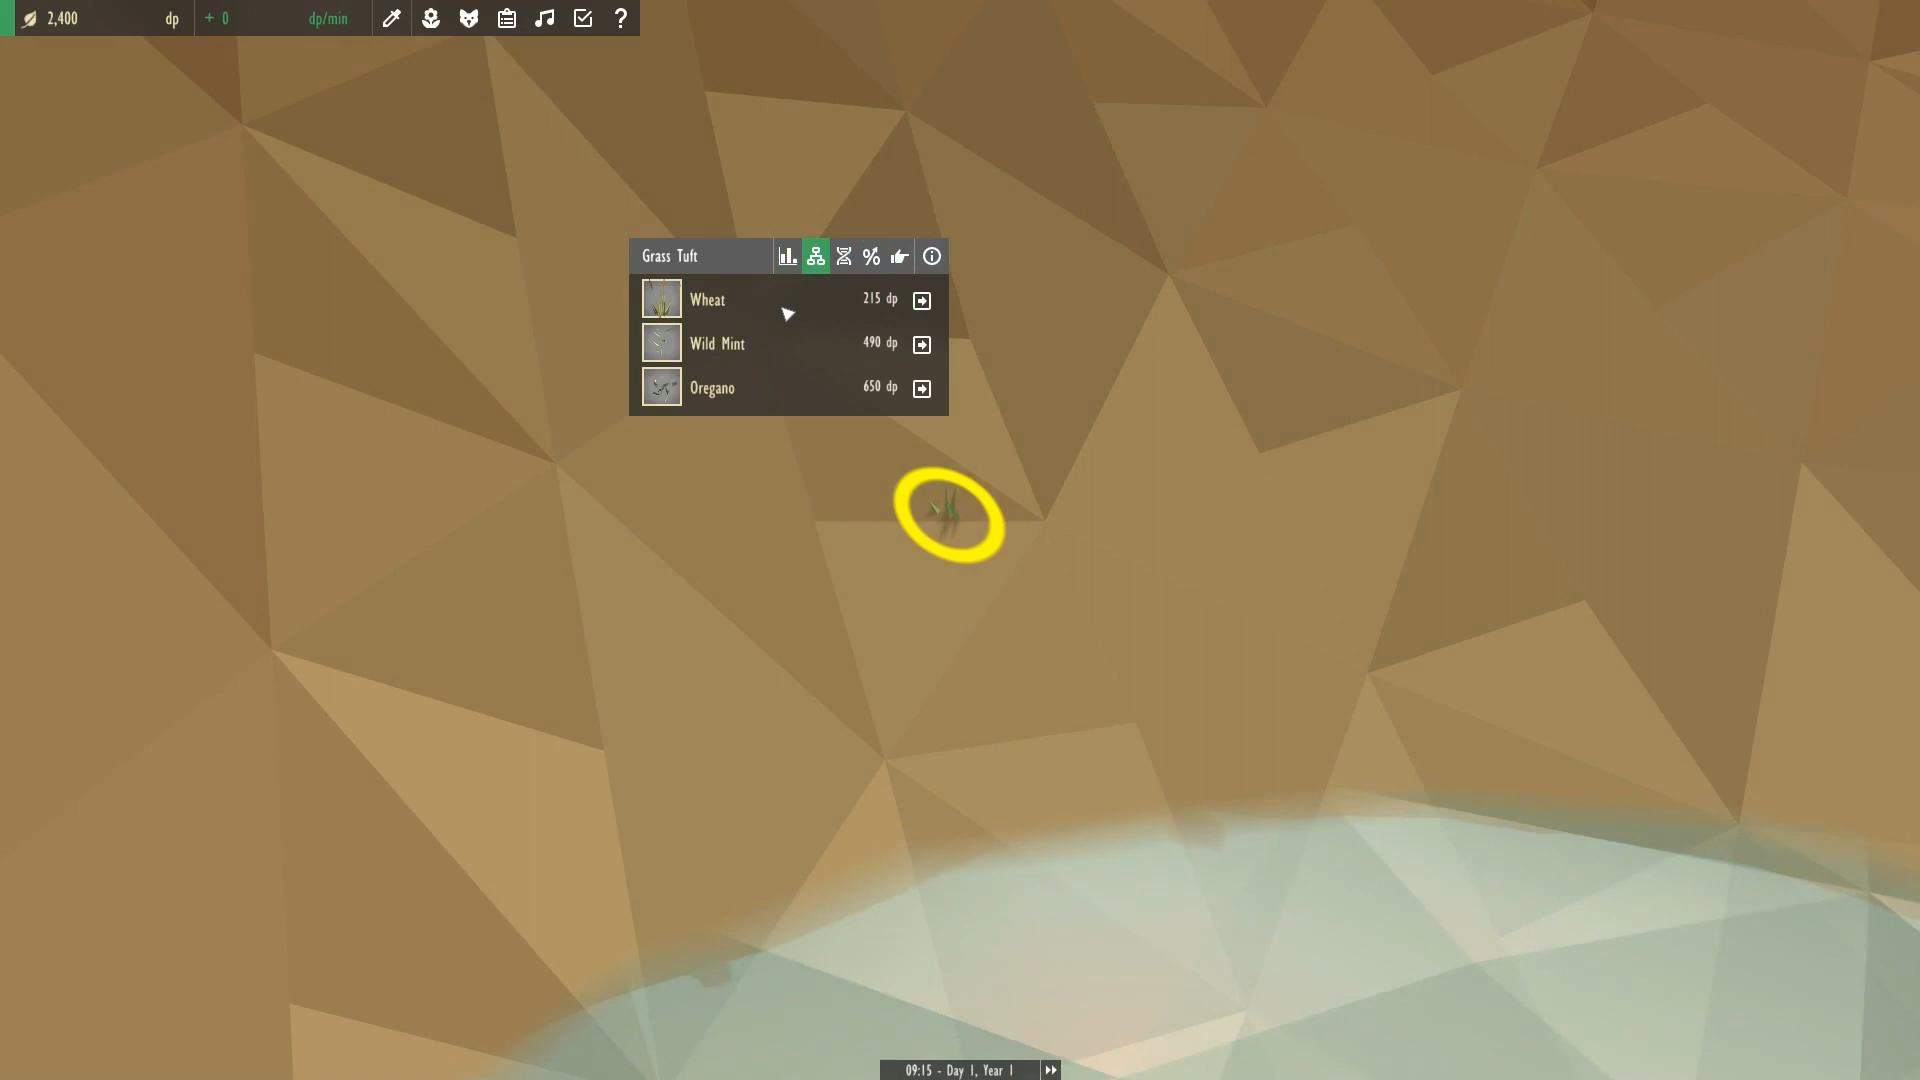 2,400 dp + 0 dp/min ?
Grass Tuft %
Wheat 215 dp
Wild Mint 490 dp
Oregano 650 dp
09:15 - Day 1, Year 1